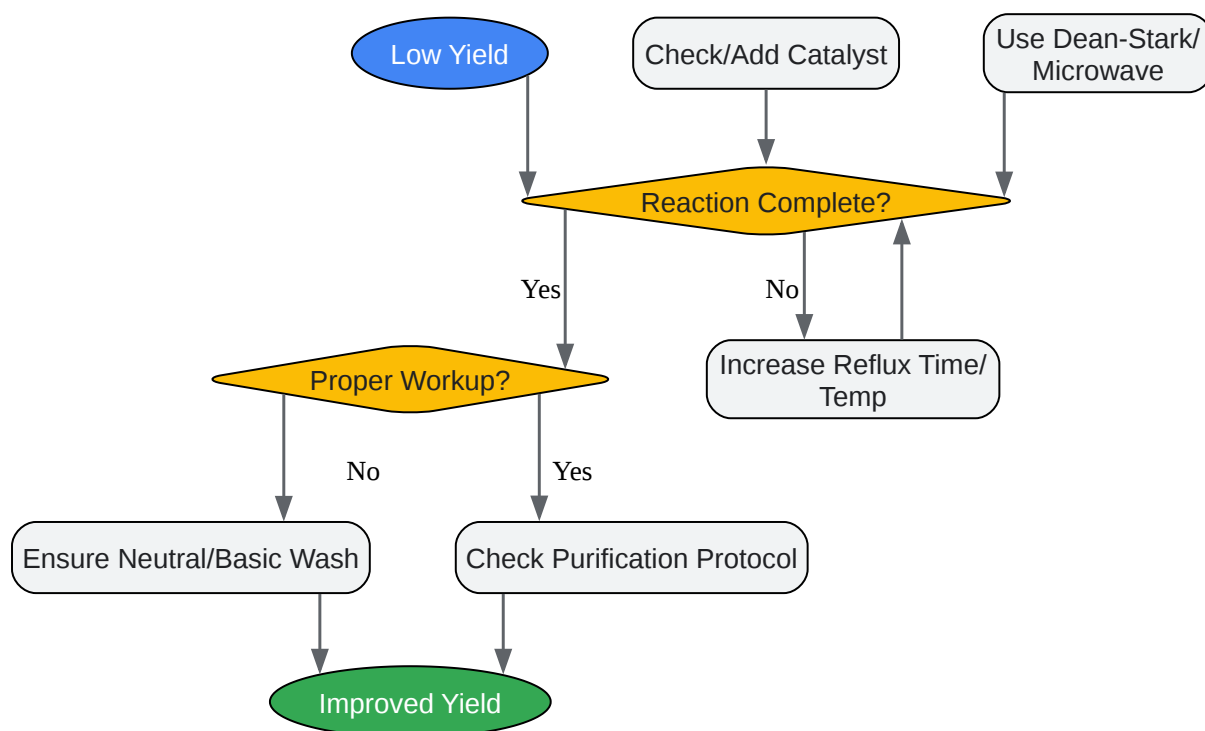 Low Yield
Check/Add Catalyst
Use Dean-Stark/
Microwave
Reaction Complete?
Yes
No
Increase Reflux Time/
Temp
Proper Workup?
No
Yes
Ensure Neutral/Basic Wash
Check Purification Protocol
Improved Yield